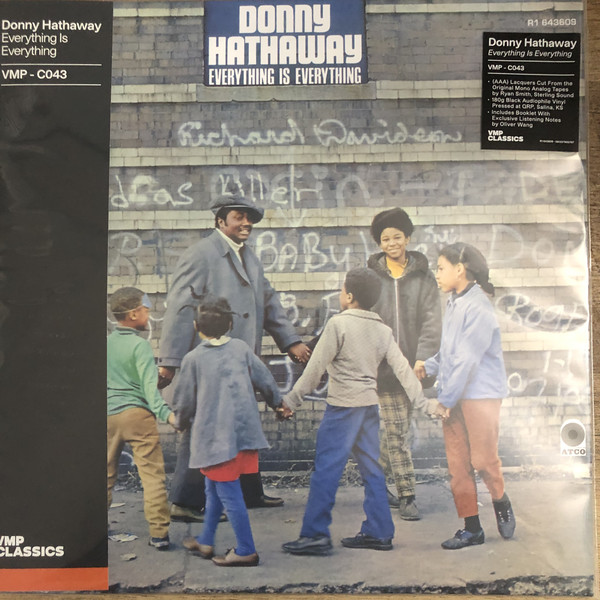 Donny Hathaway
Everything Is
Everything
VMP - C043
DONNY
HATHAWAY
EVERYTHING IS EVERYTHING
R1 643609
Donny Hathaway
Everything Is Everything
VMP - C043
• (AAA) Lacquers Cut From the
Original Mono Analog Tapes
by Ryan Smith, Sterling Sound
• 180g Black Audiophile Vinyl
Pressed at QRP, Salina, KS
• Includes Booklet With
Exclusive Listening Notes
by Oliver Wang
VMP
CLASSICS
Richard Davidson
BABY
ATCO
VMP
CLASSICS